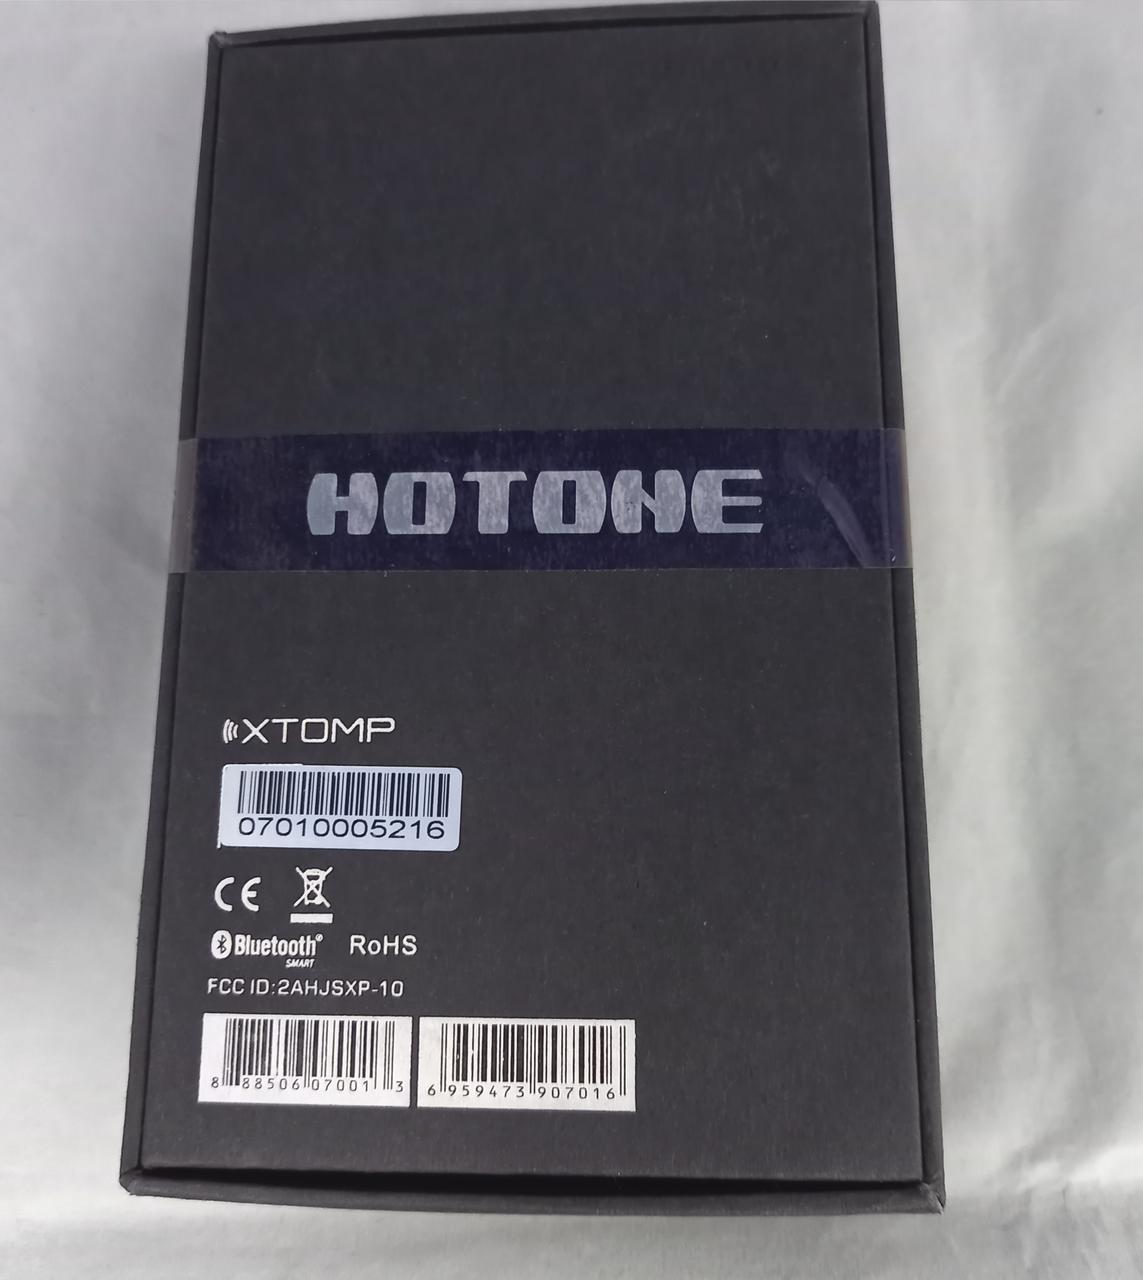 HOTONE
XTOMP
07010005216
CE
Bluetooth® RoHS
SMART
FCC ID:2AHJSXP-10
8 88506 07001 3 6 959473 907016